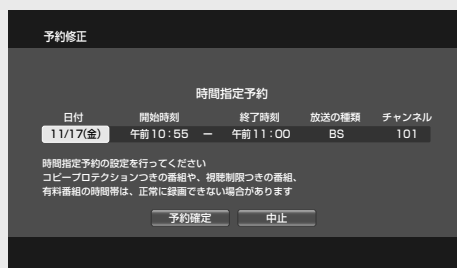 予約修正
時間指定予約
日付 開始時刻 終了時刻 放送の種類 チャンネル
11/17(金) 午前10：55 － 午前11：00 BS 101
時間指定予約の設定を行ってください
コピープロテクションつきの番組や、視聴制限つきの番組、
有料番組の時間帯は、正常に録画できない場合があります
予約確定 中止